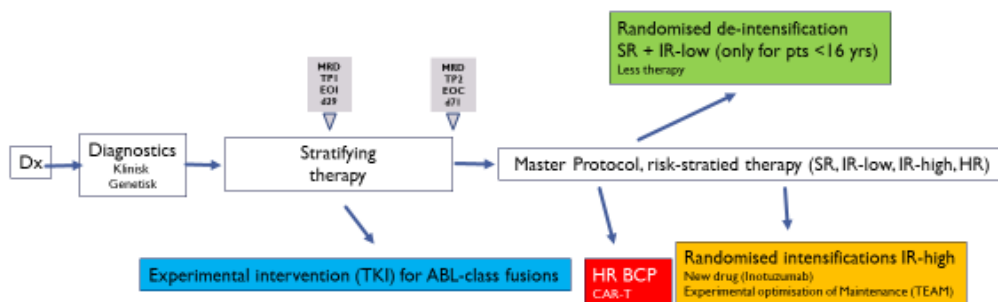 Randomised de-intensification
SR + IR-low (only for pts <16 yrs)
Less therapy
MRD
TP1
EOI
d29
MRD
TP2
EOC
d71
Dx
Diagnostics
Klinisk
Genetisk
Stratifying
therapy
Master Protocol, risk-stratied therapy (SR, IR-low, IR-high, HR)
Experimental intervention (TKI) for ABL-class fusions
HR BCP
CAR-T
Randomised intensifications IR-high
New drug (Inotuzumab)
Experimental optimisation of Maintenance (TEAM)